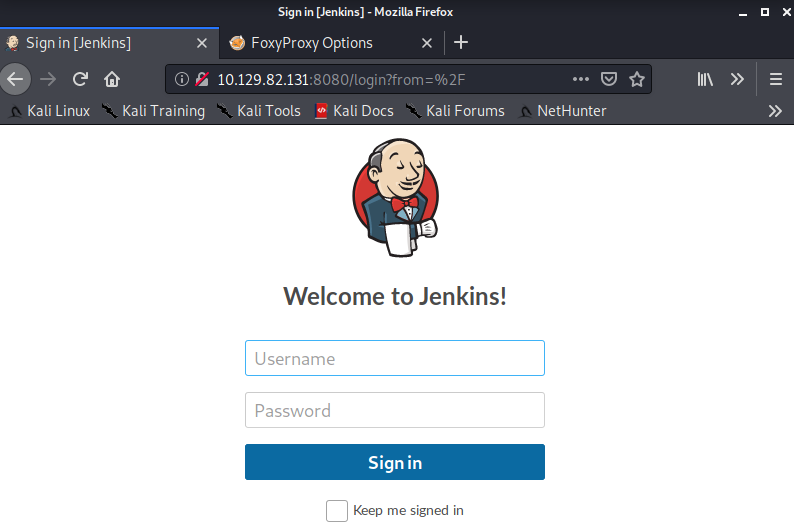 Sign in [Jenkins] - Mozilla Firefox
Sign in [Jenkins] FoxyProxy Options
10.129.82.131:8080/login?from=%2F
Kali Linux Kali Training Kali Tools Kali Docs Kali Forums NetHunter
Welcome to Jenkins!
Username
Password
Sign in
Keep me signed in